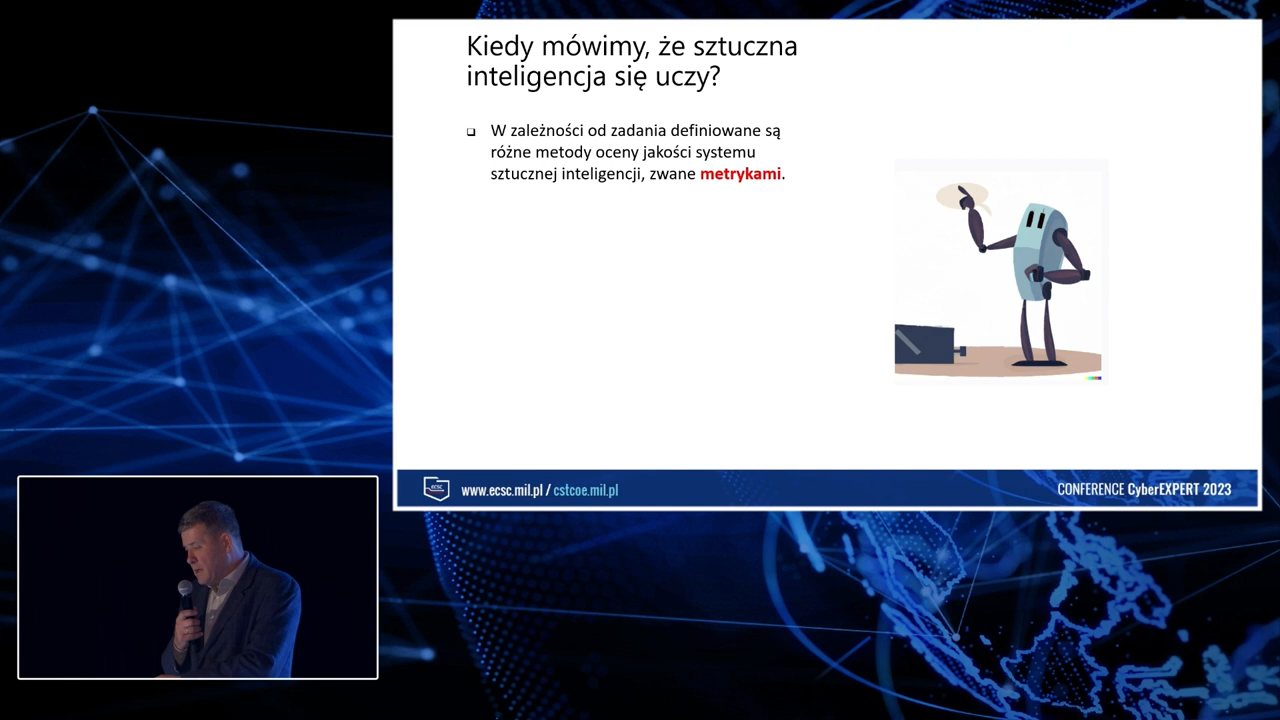 Kiedy mówimy, że sztuczna
inteligencja się uczy?
W zależności od zadania definiowane są
różne metody oceny jakości systemu
sztucznej inteligencji, zwane metrykami.
ecsc
www.ecsc.mil.pl / cstcoe.mil.pl
CONFERENCE CyberEXPERT 2023